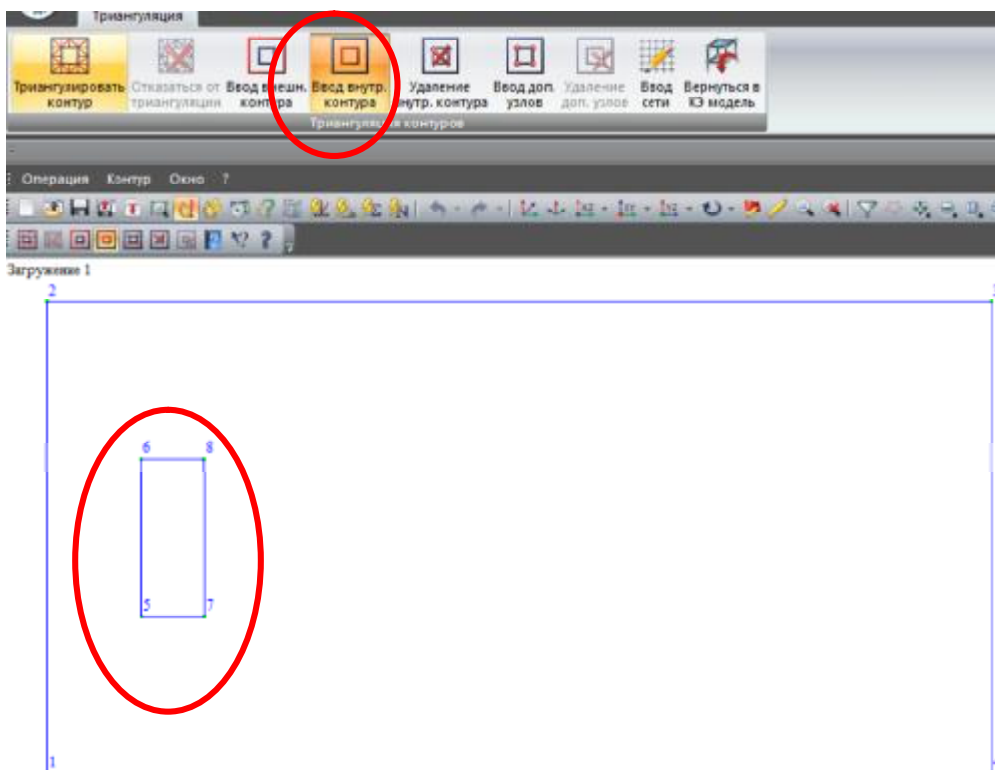 Триангуляция
Триангулировать Отказаться от Ввод внешн. Ввод внутр. Удаление Ввод доп. Удаление Ввод Вернуться в
контур триангуляции контура контура внутр. контура узлов доп. узлов сети КЭ модель
Триангуляция контуров
Операция Контур Окно ?
Загружение 1
2
6 8
5 7
1